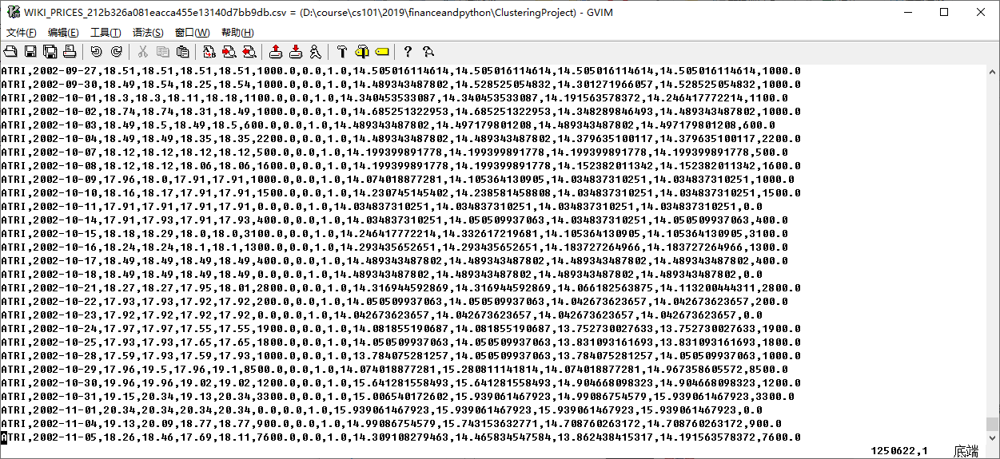 WIKI_PRICES_212b326a081eacca455e13140d7bb9db.csv = (D:\course\cs101\2019\financeandpython\ClusteringProject) - GVIM
文件(F) 编辑(E) 工具(T) 语法(S) 窗口(W) 帮助(H)
ATRI,2002-09-27,18.51,18.51,18.51,18.51,1000.0,0.0,1.0,14.505016114614,14.505016114614,14.505016114614,14.505016114614,1000.0
ATRI,2002-09-30,18.49,18.54,18.25,18.54,1000.0,0.0,1.0,14.489343487802,14.528525054832,14.301271966057,14.528525054832,1000.0
ATRI,2002-10-01,18.3,18.3,18.11,18.18,1100.0,0.0,1.0,14.340453533087,14.340453533087,14.191563578372,14.246417772214,1100.0
ATRI,2002-10-02,18.74,18.74,18.31,18.49,1000.0,0.0,1.0,14.685251322953,14.685251322953,14.348289846493,14.489343487802,1000.0
ATRI,2002-10-03,18.49,18.5,18.49,18.5,600.0,0.0,1.0,14.489343487802,14.497179801208,14.489343487802,14.497179801208,600.0
ATRI,2002-10-04,18.49,18.49,18.35,18.35,2200.0,0.0,1.0,14.489343487802,14.489343487802,14.379635100117,14.379635100117,2200.0
ATRI,2002-10-07,18.12,18.12,18.12,18.12,500.0,0.0,1.0,14.199399891778,14.199399891778,14.199399891778,14.199399891778,500.0
ATRI,2002-10-08,18.12,18.12,18.06,18.06,1600.0,0.0,1.0,14.199399891778,14.199399891778,14.152382011342,14.152382011342,1600.0
ATRI,2002-10-09,17.96,18.0,17.91,17.91,1000.0,0.0,1.0,14.074018877281,14.105364130905,14.034837310251,14.034837310251,1000.0
ATRI,2002-10-10,18.16,18.17,17.91,17.91,1500.0,0.0,1.0,14.230745145402,14.238581458808,14.034837310251,14.034837310251,1500.0
ATRI,2002-10-11,17.91,17.91,17.91,17.91,0.0,0.0,1.0,14.034837310251,14.034837310251,14.034837310251,14.034837310251,0.0
ATRI,2002-10-14,17.91,17.93,17.91,17.93,400.0,0.0,1.0,14.034837310251,14.050509937063,14.034837310251,14.050509937063,400.0
ATRI,2002-10-15,18.18,18.29,18.0,18.0,3100.0,0.0,1.0,14.246417772214,14.332617219681,14.105364130905,14.105364130905,3100.0
ATRI,2002-10-16,18.24,18.24,18.1,18.1,1300.0,0.0,1.0,14.293435652651,14.293435652651,14.183727264966,14.183727264966,1300.0
ATRI,2002-10-17,18.49,18.49,18.49,18.49,400.0,0.0,1.0,14.489343487802,14.489343487802,14.489343487802,14.489343487802,400.0
ATRI,2002-10-18,18.49,18.49,18.49,18.49,0.0,0.0,1.0,14.489343487802,14.489343487802,14.489343487802,14.489343487802,0.0
ATRI,2002-10-21,18.27,18.27,17.95,18.01,2800.0,0.0,1.0,14.316944592869,14.316944592869,14.066182563875,14.113200444311,2800.0
ATRI,2002-10-22,17.93,17.93,17.92,17.92,200.0,0.0,1.0,14.050509937063,14.050509937063,14.042673623657,14.042673623657,200.0
ATRI,2002-10-23,17.92,17.92,17.92,17.92,0.0,0.0,1.0,14.042673623657,14.042673623657,14.042673623657,14.042673623657,0.0
ATRI,2002-10-24,17.97,17.97,17.55,17.55,1900.0,0.0,1.0,14.081855190687,14.081855190687,13.752730027633,13.752730027633,1900.0
ATRI,2002-10-25,17.93,17.93,17.65,17.65,1800.0,0.0,1.0,14.050509937063,14.050509937063,13.831093161693,13.831093161693,1800.0
ATRI,2002-10-28,17.59,17.93,17.59,17.93,1000.0,0.0,1.0,13.784075281257,14.050509937063,13.784075281257,14.050509937063,1000.0
ATRI,2002-10-29,17.96,19.5,17.96,19.1,8500.0,0.0,1.0,14.074018877281,15.280811141814,14.074018877281,14.967358605572,8500.0
ATRI,2002-10-30,19.96,19.96,19.02,19.02,1200.0,0.0,1.0,15.641281558493,15.641281558493,14.904668098323,14.904668098323,1200.0
ATRI,2002-10-31,19.15,20.34,19.13,20.34,3300.0,0.0,1.0,15.006540172602,15.939061467923,14.99086754579,15.939061467923,3300.0
ATRI,2002-11-01,20.34,20.34,20.34,20.34,0.0,0.0,1.0,15.939061467923,15.939061467923,15.939061467923,15.939061467923,0.0
ATRI,2002-11-04,19.13,20.09,18.77,18.77,900.0,0.0,1.0,14.99086754579,15.743153632771,14.708760263172,14.708760263172,900.0
ATRI,2002-11-05,18.26,18.46,17.69,18.11,7600.0,0.0,1.0,14.309108279463,14.465834547584,13.862438415317,14.191563578372,7600.0
1250622,1 底端